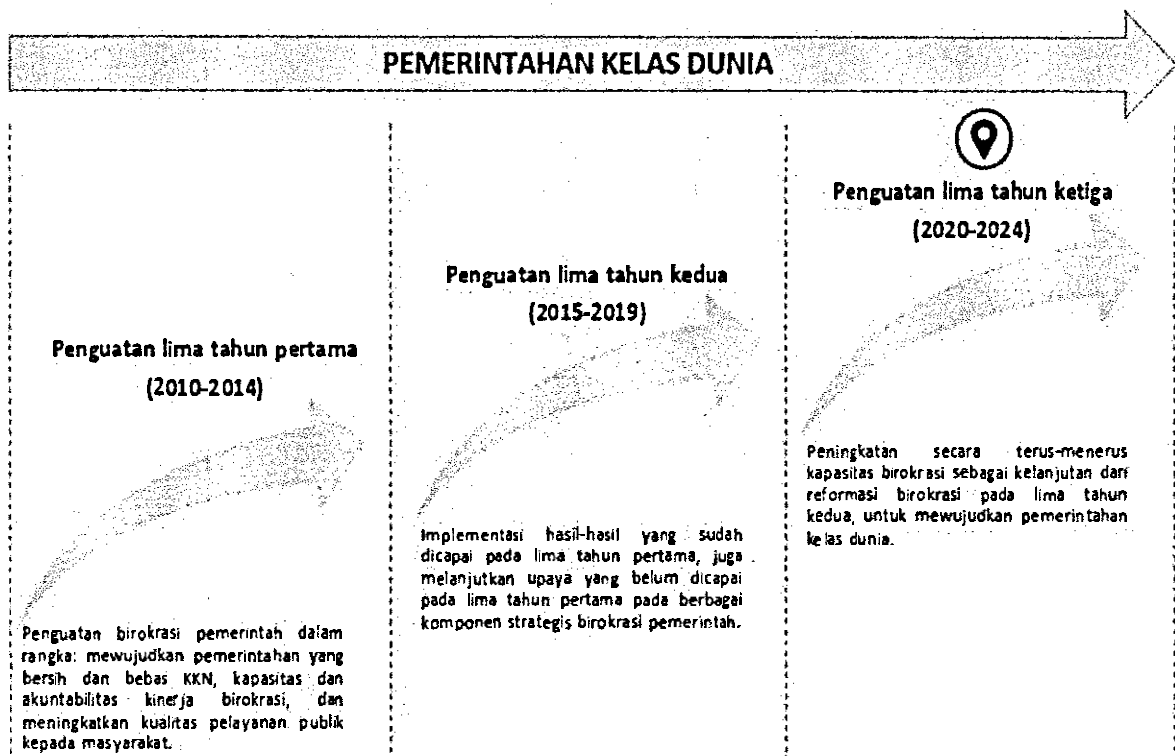 PEMERINTAHAN KELAS DUNIA
Penguatan lima tahun pertama
(2010-2014)
Penguatan birokrasi pemerintah dalam
rangka: mewujudkan pemerintahan yang
bersih dan bebas KKN, kapasitas dan
akuntabilitas kinerja birokrasi, dan
meningkatkan kualitas pelayanan publik
kepada masyarakat.
Penguatan lima tahun kedua
(2015-2019)
Implementasi hasil-hasil yang sudah
dicapai pada lima tahun pertama, juga
melanjutkan upaya yang belum dicapai
pada lima tahun pertama pada berbagai
komponen strategis birokrasi pemerintah.
Penguatan lima tahun ketiga
(2020-2024)
Peningkatan secara terus-menerus
kapasitas birokrasi sebagai kelanjutan dari
reformasi birokrasi pada lima tahun
kedua, untuk mewujudkan pemerintahan
kelas dunia.